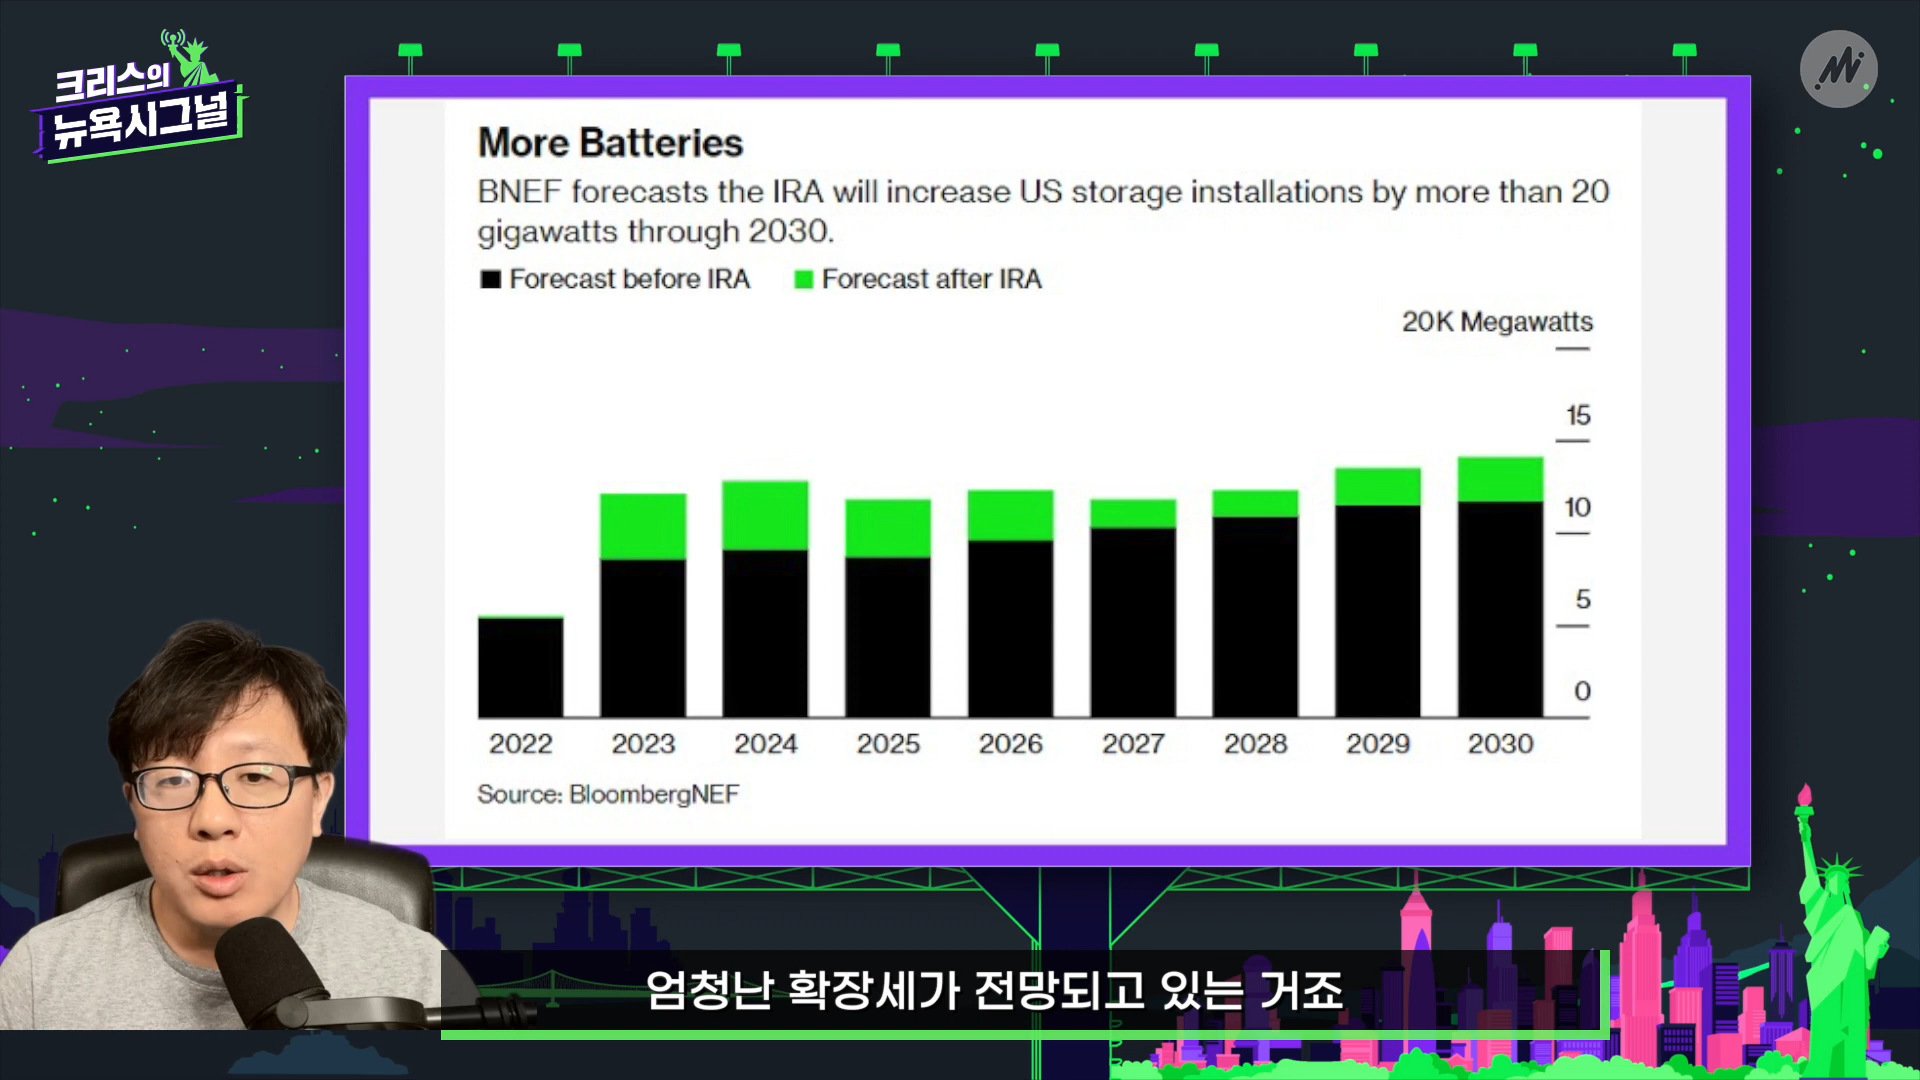 크리스의
뉴욕시그널
More Batteries
BNEF forecasts the IRA will increase US storage installations by more than 20
gigawatts through 2030.
Forecast before IRA
Forecast after IRA
20K Megawatts
15
10
5
0
2022 2023 2024 2025 2026 2027 2028 2029 2030
Source: BloombergNEF
엄청난 확장세가 전망되고 있는 거죠